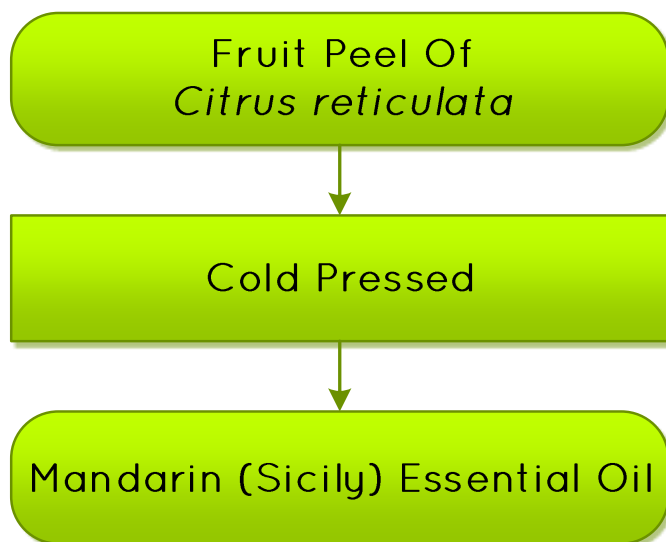 Fruit Peel Of
Citrus reticulata
Cold Pressed
Mandarin (Sicily) Essential Oil